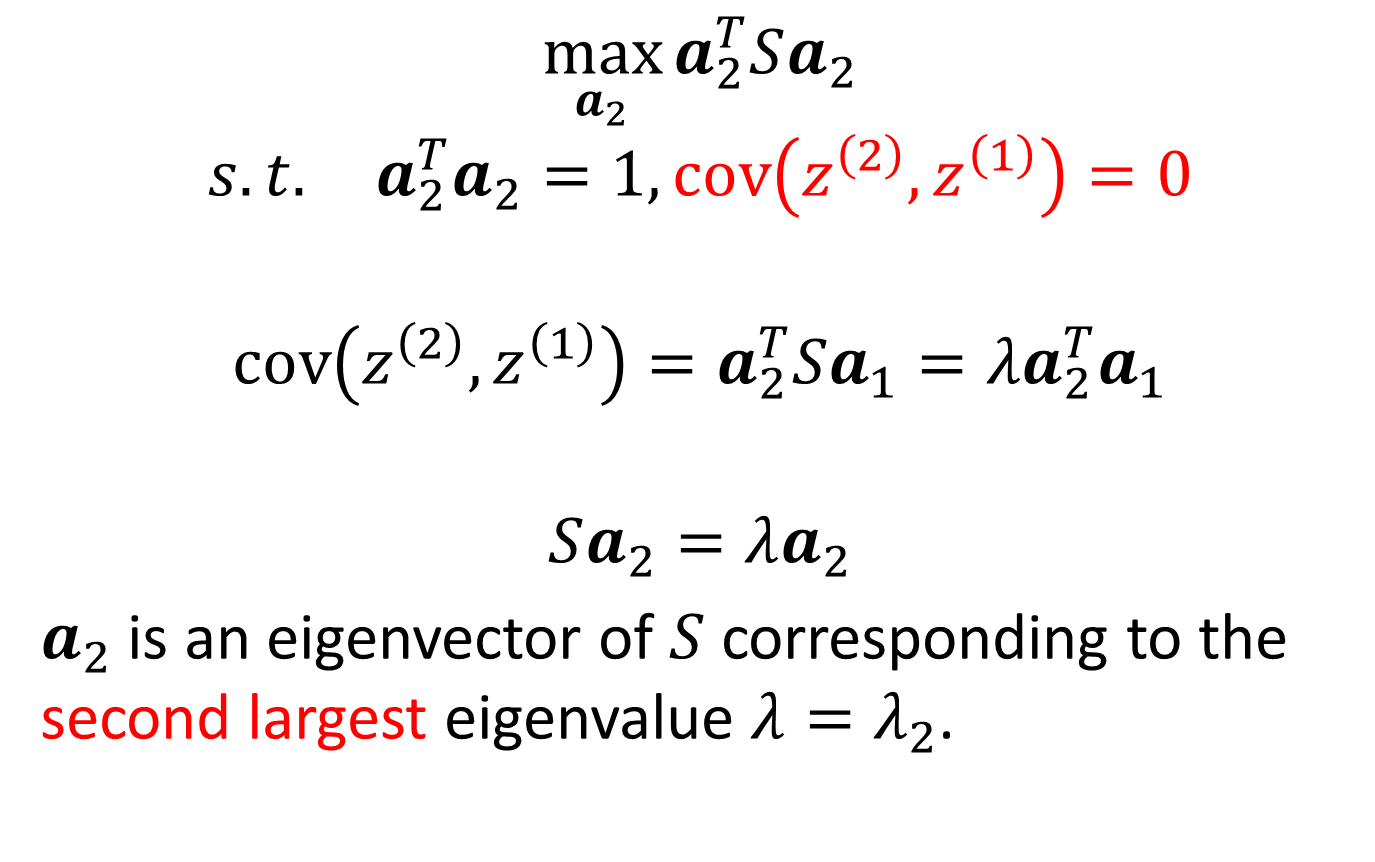 max 𝒂₂ᵀS𝒂₂
𝒂₂
s.t. 𝒂₂ᵀ𝒂₂ = 1, cov(z⁽²⁾, z⁽¹⁾) = 0
cov(z⁽²⁾, z⁽¹⁾) = 𝒂₂ᵀS𝒂₁ = λ𝒂₂ᵀ𝒂₁
S𝒂₂ = λ𝒂₂
𝒂₂ is an eigenvector of S corresponding to the
second largest eigenvalue λ = λ₂.